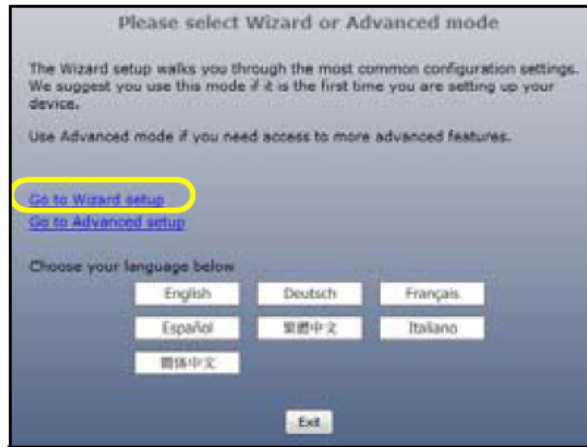 Please select Wizard or Advanced mode
The Wizard setup walks you through the most common configuration settings.
We suggest you use this mode if it is the first time you are setting up your
device.
Use Advanced mode if you need access to more advanced features.
Go to Wizard setup
Go to Advanced setup
Choose your language below
English Deutsch Français
Español 繁體中文 Italiano
簡体中文
Exit